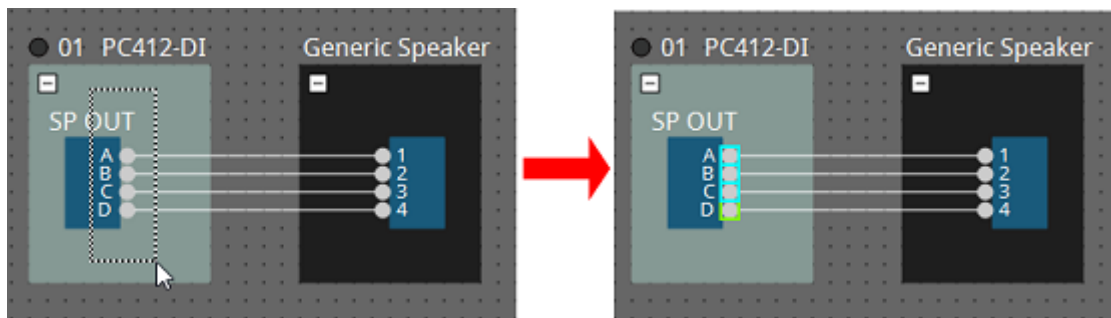 01 PC412-DI
Generic Speaker
SP OUT
A
B
C
D
1
2
3
4
01 PC412-DI
Generic Speaker
SP OUT
A
B
C
D
1
2
3
4